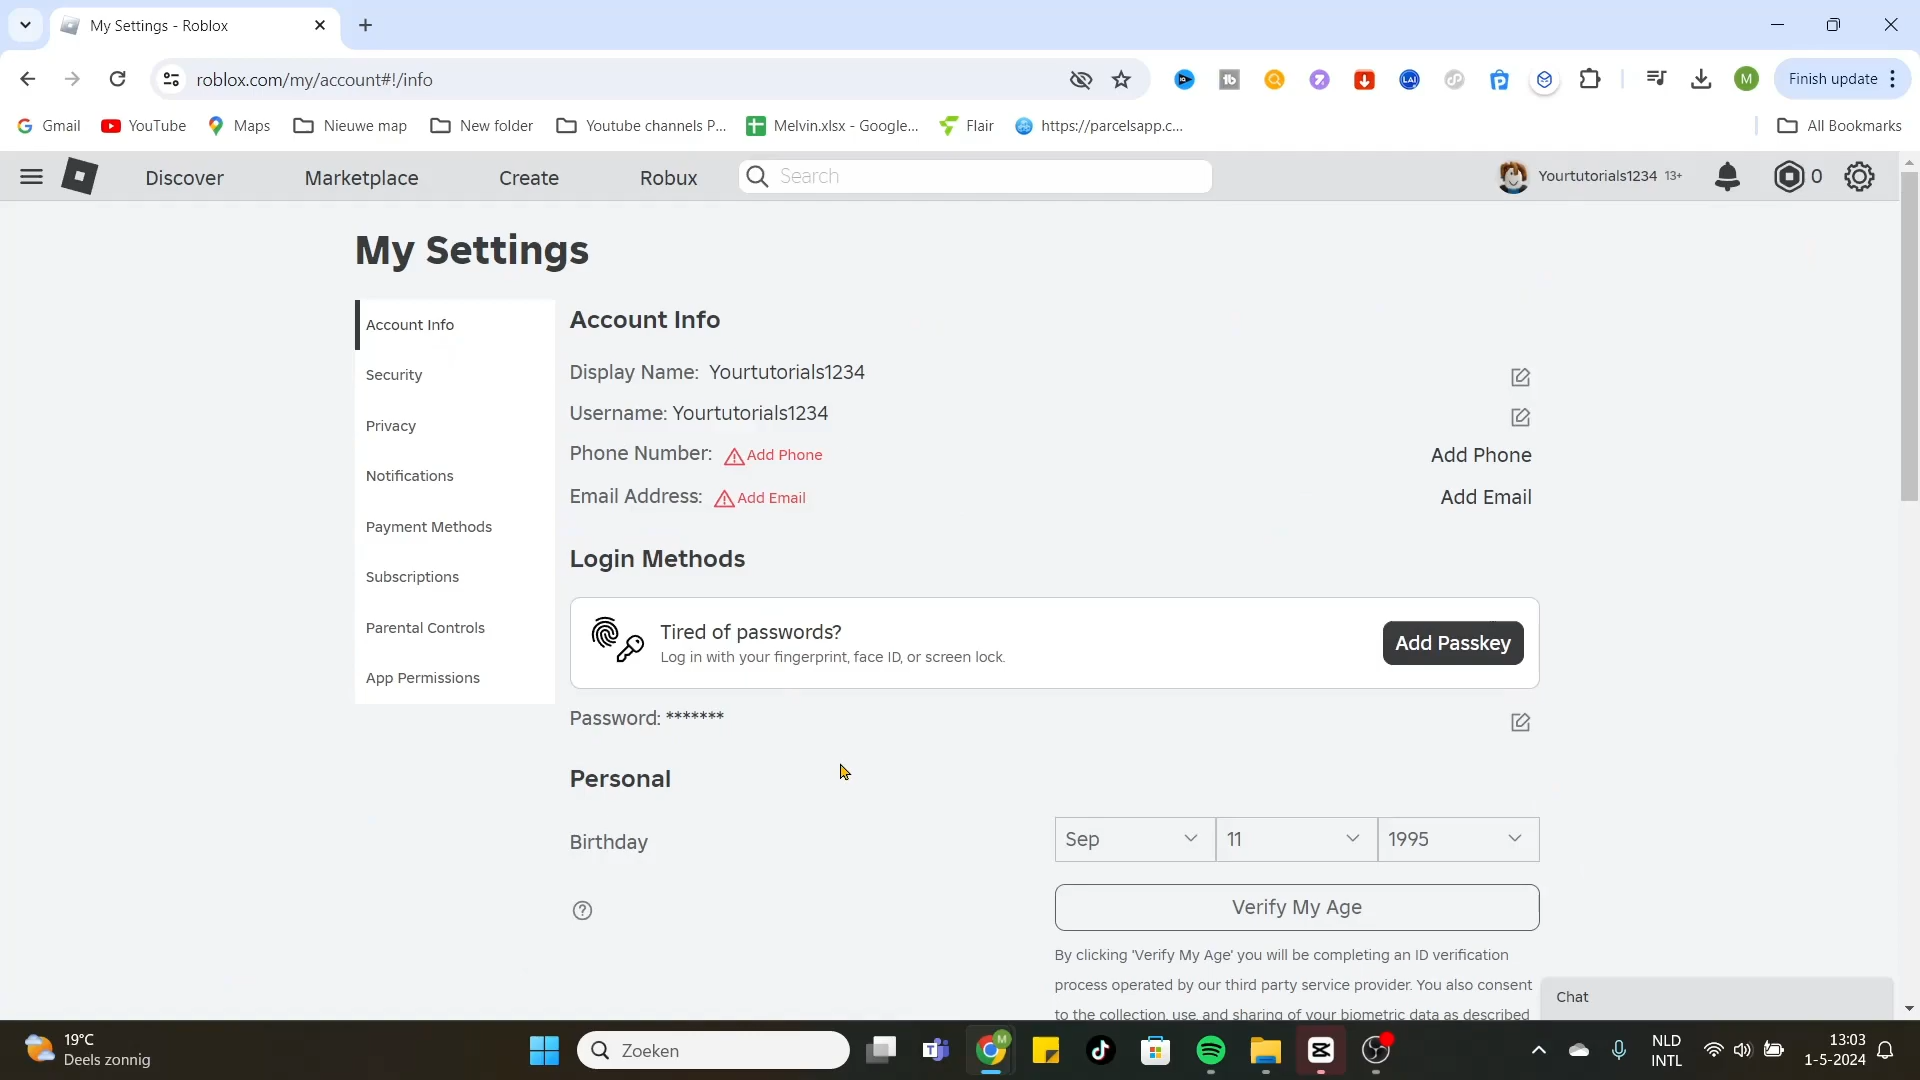 My Settings - Roblox
roblox.com/my/account#!/info
Finish update
M
Gmail
YouTube
Maps
Nieuwe map
New folder
Youtube channels P...
Melvin.xlsx - Google...
Flair
https://parcelsapp.c...
All Bookmarks
Discover
Marketplace
Create
Robux
Search
Yourtutorials1234 13+
0
My Settings
Account Info
Security
Privacy
Notifications
Payment Methods
Subscriptions
Parental Controls
App Permissions
Account Info
Display Name: Yourtutorials1234
Username: Yourtutorials1234
Phone Number: Add Phone
Add Phone
Email Address: Add Email
Add Email
Login Methods
Tired of passwords?
Log in with your fingerprint, face ID, or screen lock.
Add Passkey
Password: *******
Personal
Birthday
Sep
11
1995
Verify My Age
By clicking 'Verify My Age' you will be completing an ID verification
process operated by our third party service provider. You also consent
to the collection, use, and sharing of your biometric data as described
Chat
19°C
Deels zonnig
Zoeken
NLD
INTL
13:03
1-5-2024